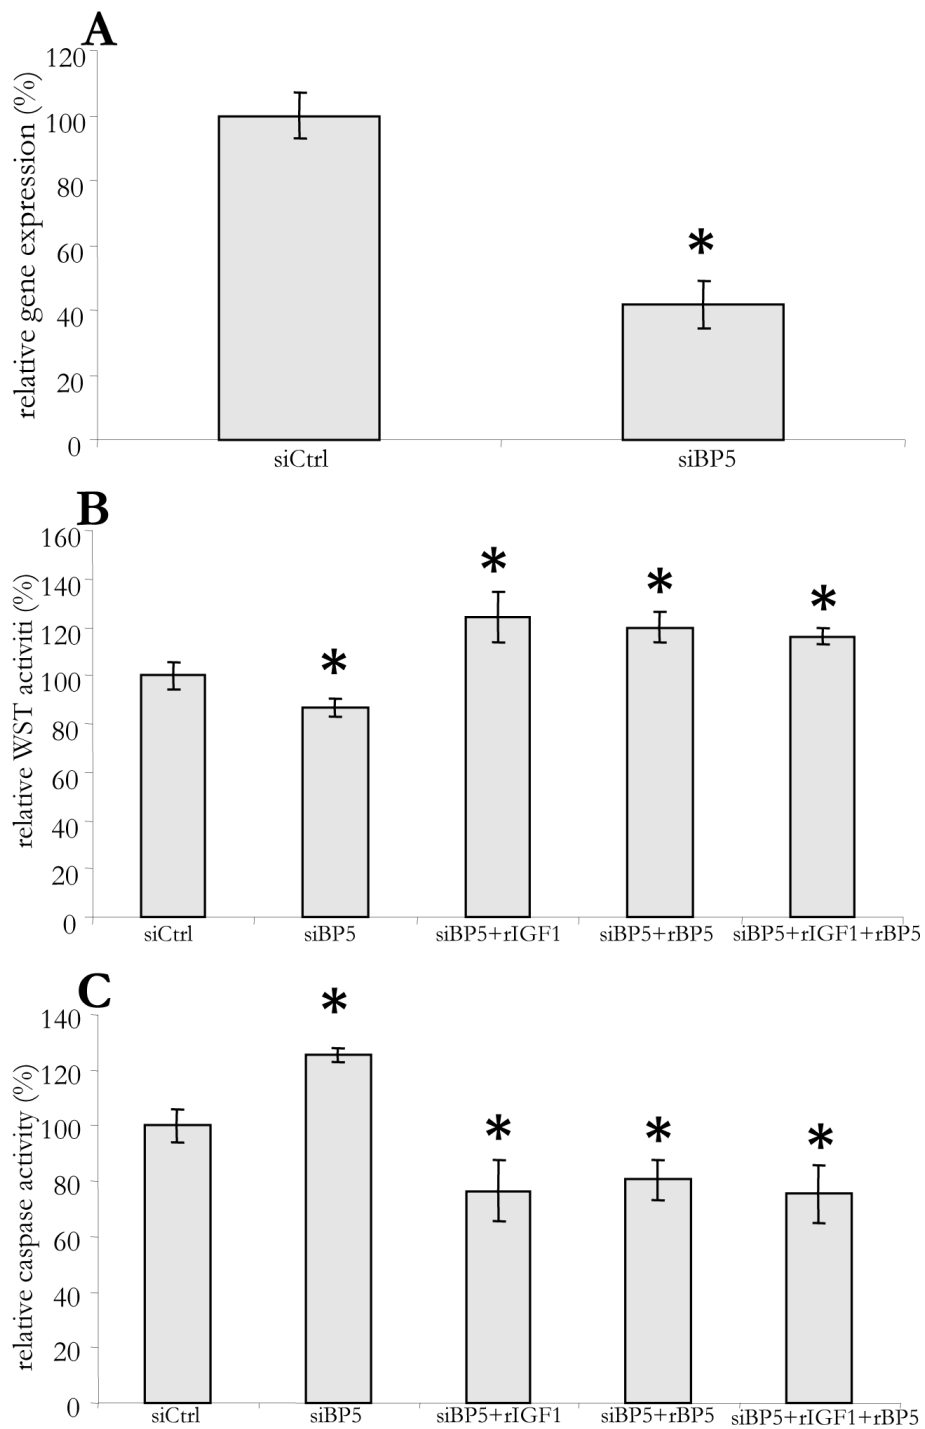 A
relative gene expression (%)
120
100
80
60
40
20
0
siCtrl siBP5
*
B
relative WST activiti (%)
160
140
120
100
80
60
40
20
0
* * * *
siCtrl siBP5 siBP5+rIGF1 siBP5+rBP5 siBP5+rIGF1+rBP5
C
relative caspase activity (%)
140
120
100
80
60
40
20
0
* * * *
siCtrl siBP5 siBP5+rIGF1 siBP5+rBP5 siBP5+rIGF1+rBP5